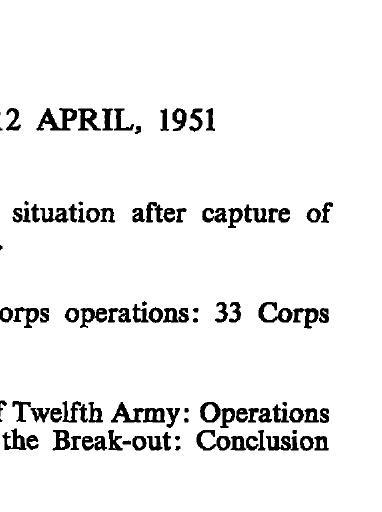 12 APRIL, 1951
situation after capture of
.
orps operations: 33 Corps
f Twelfth Army: Operations
the Break-out: Conclusion